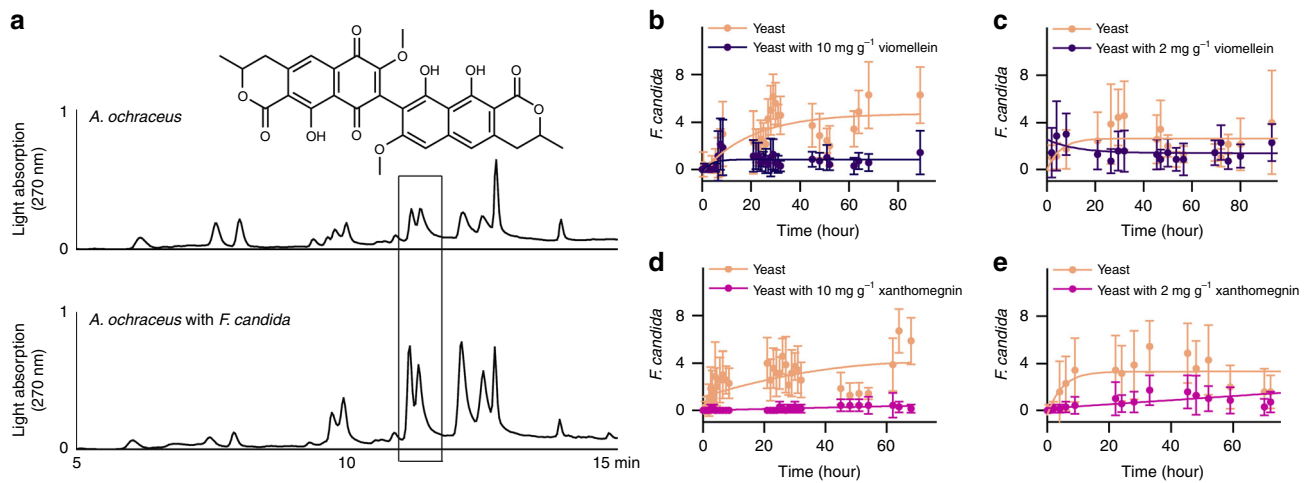 a
O
O
OH
OH
O
O
O
O
OH
O
O
A. ochraceus
1
0
Light absorption
(270 nm)
A. ochraceus with F. candida
1
0
Light absorption
(270 nm)
5
10
15 min
b
Yeast
Yeast with 10 mg g⁻¹ viomellein
F. candida
8
4
0
0
20
40
60
80
Time (hour)
c
Yeast
Yeast with 2 mg g⁻¹ viomellein
F. candida
8
4
0
0
20
40
60
80
Time (hour)
d
Yeast
Yeast with 10 mg g⁻¹ xanthomegnin
F. candida
8
4
0
0
20
40
60
Time (hour)
e
Yeast
Yeast with 2 mg g⁻¹ xanthomegnin
F. candida
8
4
0
0
20
40
60
Time (hour)